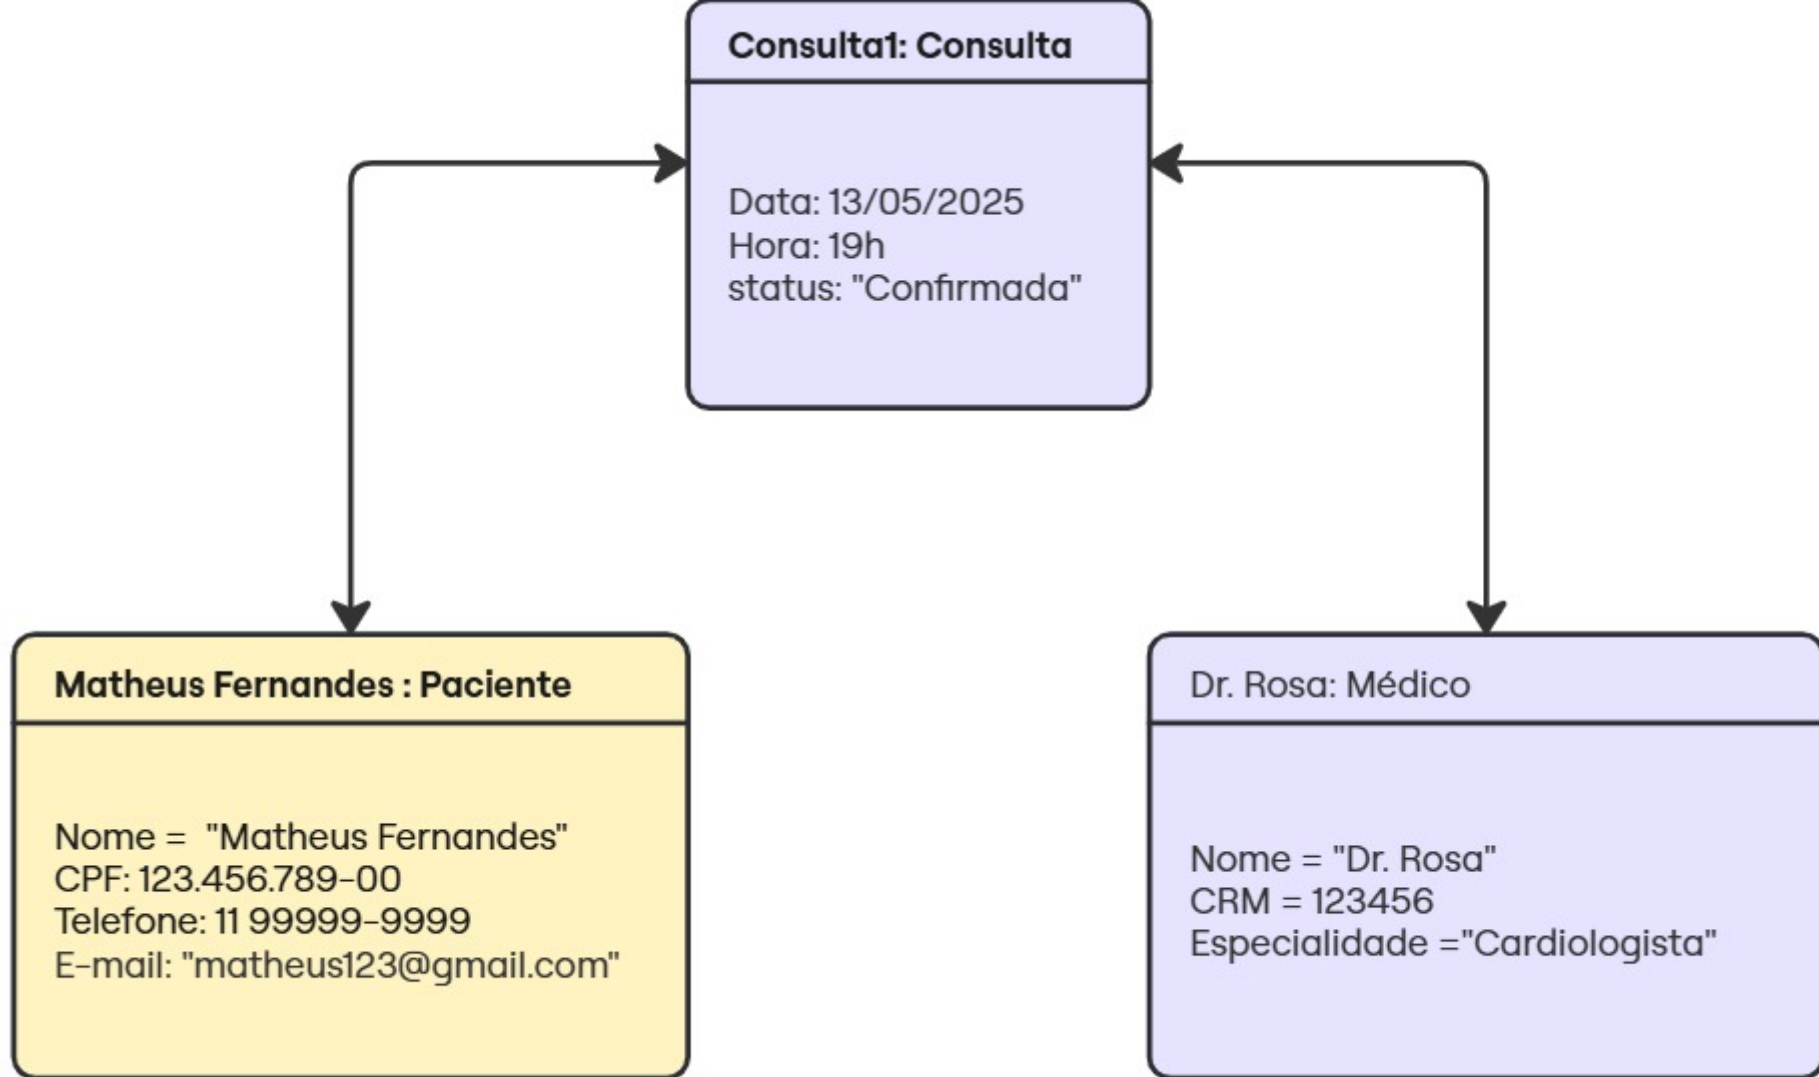 Consulta1: Consulta
Data: 13/05/2025
Hora: 19h
status: "Confirmada"
Matheus Fernandes : Paciente
Nome =  "Matheus Fernandes"
CPF: 123.456.789-00
Telefone: 11 99999-9999
E-mail: "matheus123@gmail.com"
Dr. Rosa: Médico
Nome = "Dr. Rosa"
CRM = 123456
Especialidade ="Cardiologista"